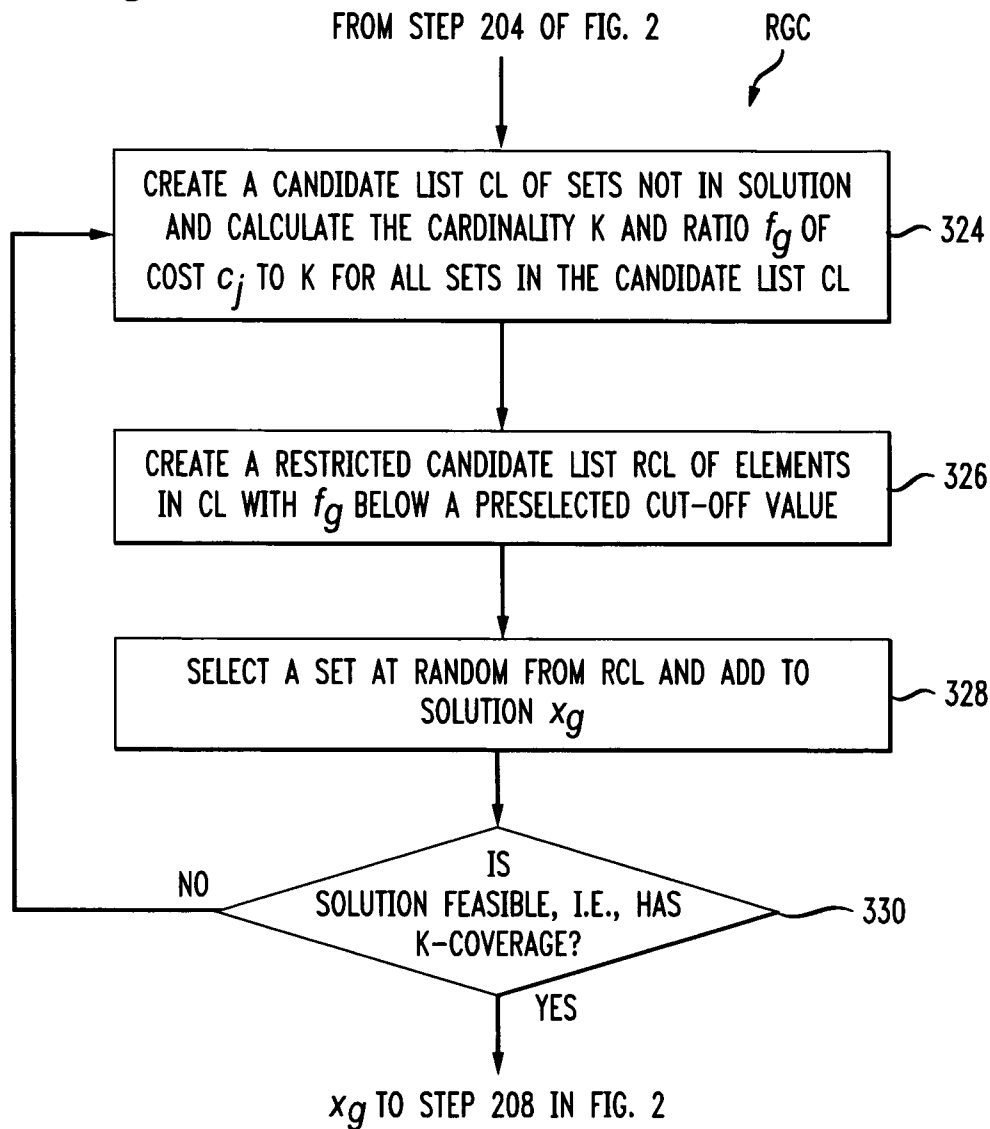 FROM STEP 204 OF FIG. 2
RGC
CREATE A CANDIDATE LIST CL OF SETS NOT IN SOLUTION
AND CALCULATE THE CARDINALITY K AND RATIO fg OF
COST cj TO K FOR ALL SETS IN THE CANDIDATE LIST CL
324
CREATE A RESTRICTED CANDIDATE LIST RCL OF ELEMENTS
IN CL WITH fg BELOW A PRESELECTED CUT-OFF VALUE
326
SELECT A SET AT RANDOM FROM RCL AND ADD TO
SOLUTION xg
328
IS
SOLUTION FEASIBLE, I.E., HAS
K-COVERAGE?
330
NO
YES
xg TO STEP 208 IN FIG. 2